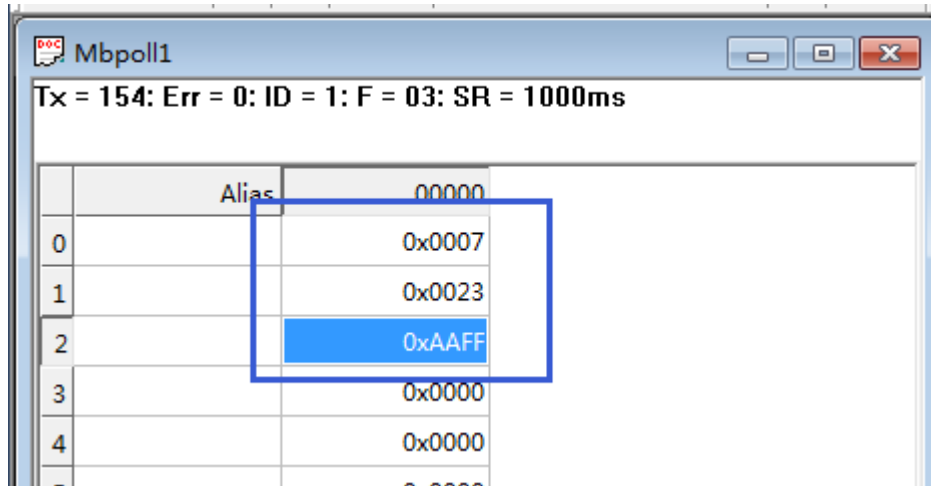 Mbpoll1
Tx = 154: Err = 0: ID = 1: F = 03: SR = 1000ms
Alias 00000
0 0x0007
1 0x0023
2 0xAAFF
3 0x0000
4 0x0000